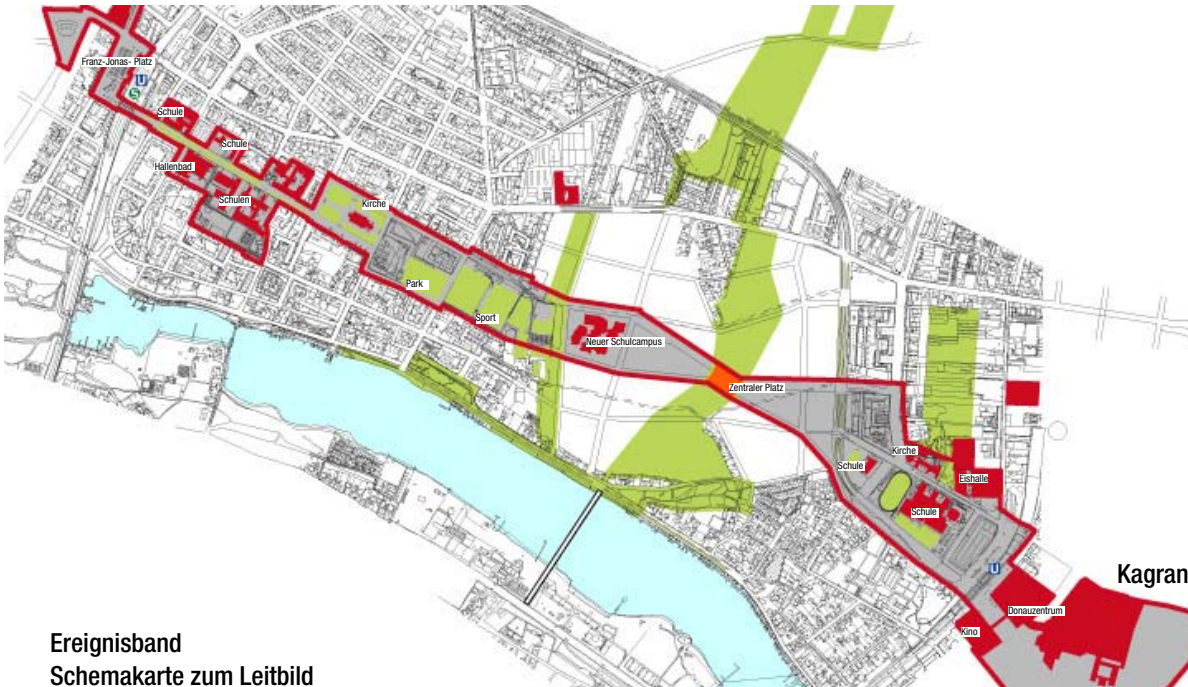 Franz-Jonas- Platz
U
S
Schule
Schule
Hallenbad
Schulen
Kirche
Park
Sport
Neuer Schulcampus
Zentraler Platz
Kirche
Schule
Eishalle
Schule
U
Kagran
Donauzentrum
Kino
Ereignisband
Schemakarte zum Leitbild